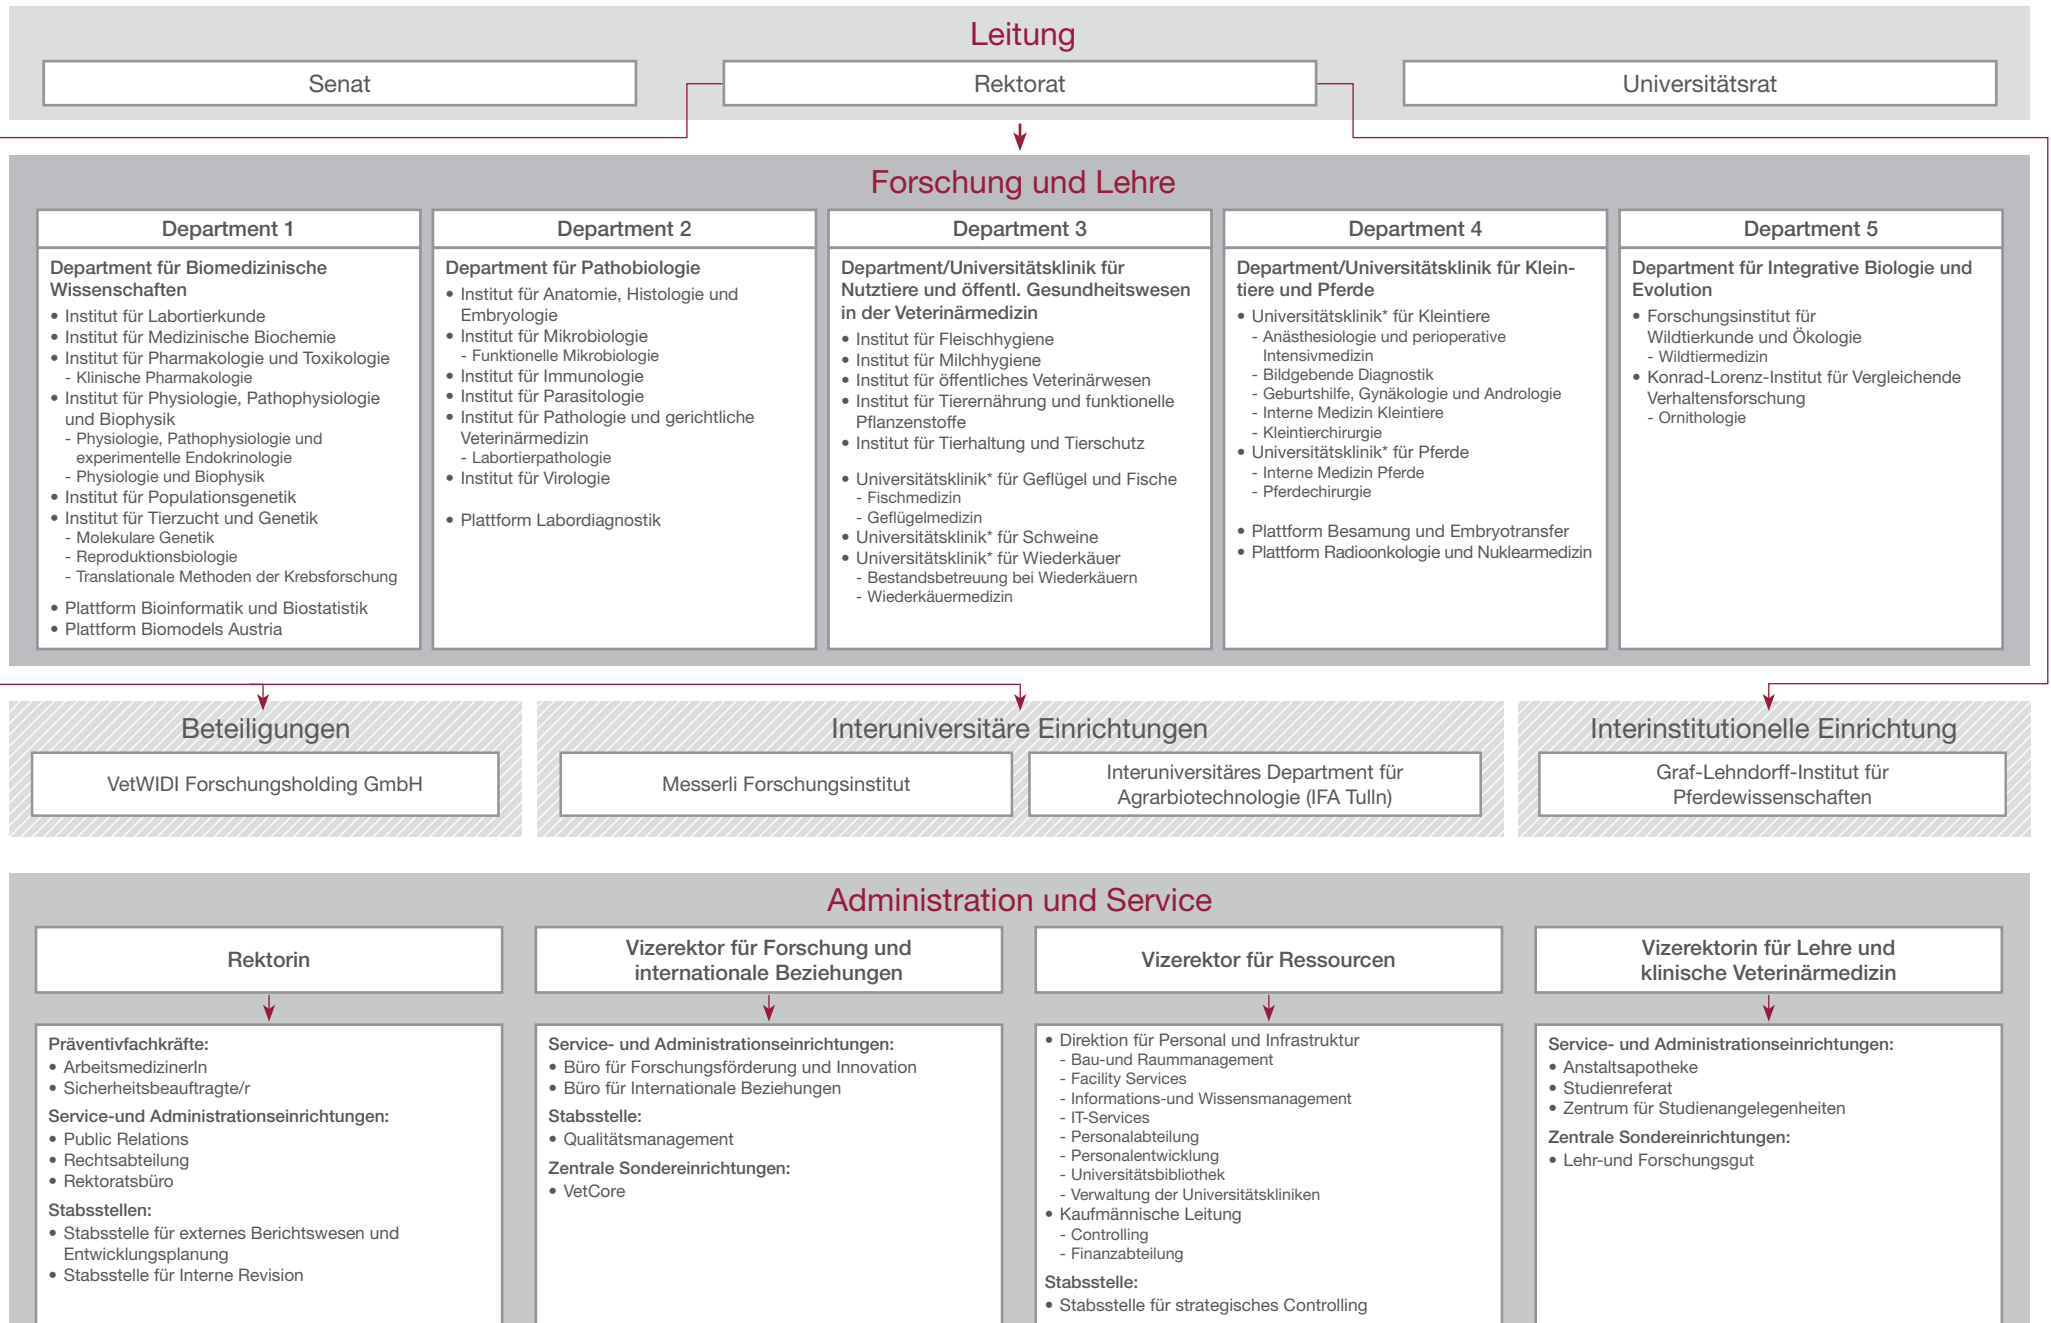 Leitung
Senat
Rektorat
Universitätsrat
Forschung und Lehre
Department 1
Department für Biomedizinische
Wissenschaften
• Institut für Labortierkunde
• Institut für Medizinische Biochemie
• Institut für Pharmakologie und Toxikologie
- Klinische Pharmakologie
• Institut für Physiologie, Pathophysiologie
und Biophysik
- Physiologie, Pathophysiologie und
experimentelle Endokrinologie
- Physiologie und Biophysik
• Institut für Populationsgenetik
• Institut für Tierzucht und Genetik
- Molekulare Genetik
- Reproduktionsbiologie
- Translationale Methoden der Krebsforschung
• Plattform Bioinformatik und Biostatistik
• Plattform Biomodels Austria
Department 2
Department für Pathobiologie
• Institut für Anatomie, Histologie und
Embryologie
• Institut für Mikrobiologie
- Funktionelle Mikrobiologie
• Institut für Immunologie
• Institut für Parasitologie
• Institut für Pathologie und gerichtliche
Veterinärmedizin
- Labortierpathologie
• Institut für Virologie
• Plattform Labordiagnostik
Department 3
Department/Universitätsklinik für
Nutztiere und öffentl. Gesundheitswesen
in der Veterinärmedizin
• Institut für Fleischhygiene
• Institut für Milchhygiene
• Institut für öffentliches Veterinärwesen
• Institut für Tierernährung und funktionelle
Pflanzenstoffe
• Institut für Tierhaltung und Tierschutz
• Universitätsklinik* für Geflügel und Fische
- Fischmedizin
- Geflügelmedizin
• Universitätsklinik* für Schweine
• Universitätsklinik* für Wiederkäuer
- Bestandsbetreuung bei Wiederkäuern
- Wiederkäuermedizin
Department 4
Department/Universitätsklinik für Klein-
tiere und Pferde
• Universitätsklinik* für Kleintiere
- Anästhesiologie und perioperative
Intensivmedizin
- Bildgebende Diagnostik
- Geburtshilfe, Gynäkologie und Andrologie
- Interne Medizin Kleintiere
- Kleintierchirurgie
• Universitätsklinik* für Pferde
- Interne Medizin Pferde
- Pferdechirurgie
• Plattform Besamung und Embryotransfer
• Plattform Radioonkologie und Nuklearmedizin
Department 5
Department für Integrative Biologie und
Evolution
• Forschungsinstitut für
Wildtierkunde und Ökologie
- Wildtiermedizin
• Konrad-Lorenz-Institut für Vergleichende
Verhaltensforschung
- Ornithologie
Beteiligungen
VetWIDI Forschungsholding GmbH
Interuniversitäre Einrichtungen
Messerli Forschungsinstitut
Interuniversitäres Department für
Agrarbiotechnologie (IFA Tulln)
Interinstitutionelle Einrichtung
Graf-Lehndorff-Institut für
Pferdewissenschaften
Administration und Service
Rektorin
Präventivfachkräfte:
• ArbeitsmedizinerIn
• Sicherheitsbeauftragte/r
Service-und Administrationseinrichtungen:
• Public Relations
• Rechtsabteilung
• Rektoratsbüro
Stabsstellen:
• Stabsstelle für externes Berichtswesen und
Entwicklungsplanung
• Stabsstelle für Interne Revision
Vizerektor für Forschung und
internationale Beziehungen
Service- und Administrationseinrichtungen:
• Büro für Forschungsförderung und Innovation
• Büro für Internationale Beziehungen
Stabsstelle:
• Qualitätsmanagement
Zentrale Sondereinrichtungen:
• VetCore
Vizerektor für Ressourcen
• Direktion für Personal und Infrastruktur
- Bau-und Raummanagement
- Facility Services
- Informations-und Wissensmanagement
- IT-Services
- Personalabteilung
- Personalentwicklung
- Universitätsbibliothek
- Verwaltung der Universitätskliniken
• Kaufmännische Leitung
- Controlling
- Finanzabteilung
Stabsstelle:
• Stabsstelle für strategisches Controlling
Vizerektorin für Lehre und
klinische Veterinärmedizin
Service- und Administrationseinrichtungen:
• Anstaltsapotheke
• Studienreferat
• Zentrum für Studienangelegenheiten
Zentrale Sondereinrichtungen:
• Lehr-und Forschungsgut